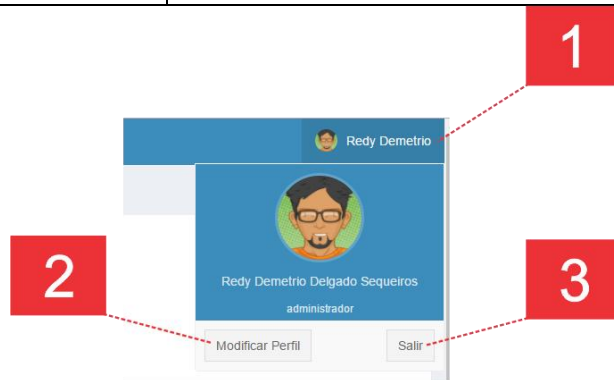 1
Redy Demetrio
Redy Demetrio Delgado Sequeiros
administrador
2
3
Modificar Perfil
Salir